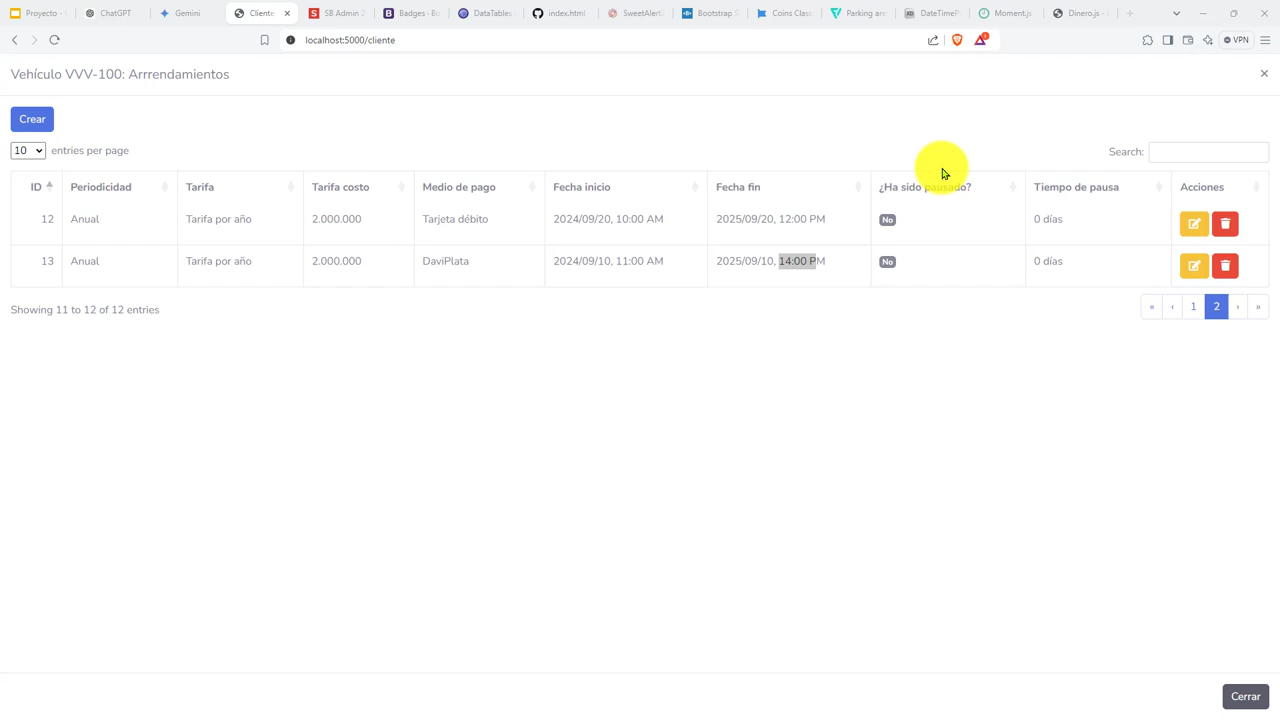 Proyecto -
ChatGPT
Gemini
Cliente
SB Admin 2
Badges - Bo
DataTables
index.html
SweetAlert2
Bootstrap S
Coins Class
Parking are
DateTimeP
Moment.js
Dinero.js -
localhost:5000/cliente
VPN
Vehículo VVV-100: Arrrendamientos
Crear
10 entries per page
Search:
ID Periodicidad Tarifa Tarifa costo Medio de pago Fecha inicio Fecha fin ¿Ha sido pausado? Tiempo de pausa Acciones
12 Anual Tarifa por año 2.000.000 Tarjeta débito 2024/09/20, 10:00 AM 2025/09/20, 12:00 PM No 0 días
13 Anual Tarifa por año 2.000.000 DaviPlata 2024/09/10, 11:00 AM 2025/09/10, 14:00 PM No 0 días
Showing 11 to 12 of 12 entries
« ‹ 1 2 › »
Cerrar